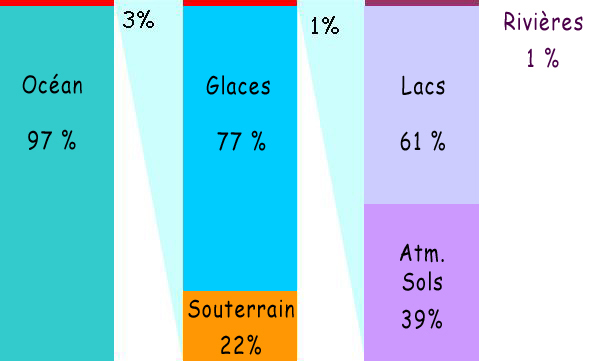 3%
1%
Rivières
1 %
Océan
97 %
Glaces
77 %
Lacs
61 %
Atm.
Sols
39%
Souterrain
22%